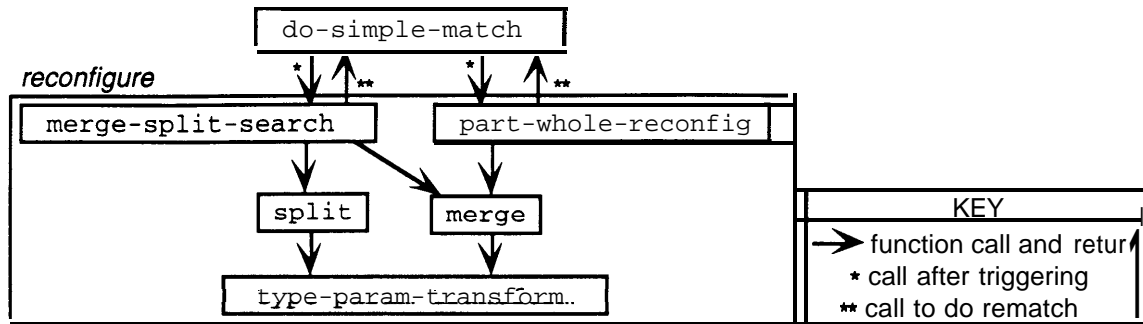 do-simple-match
* ** * **
reconfigure
merge-split-search part-whole-reconfig
split merge
KEY
function call and retur
* call after triggering
type-param-transform
** call to do rematch